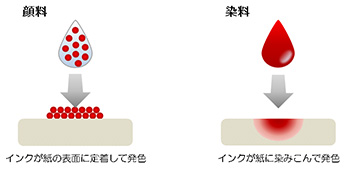 顔料
染料
インクが紙の表面に定着して発色
インクが紙に染みこんで発色